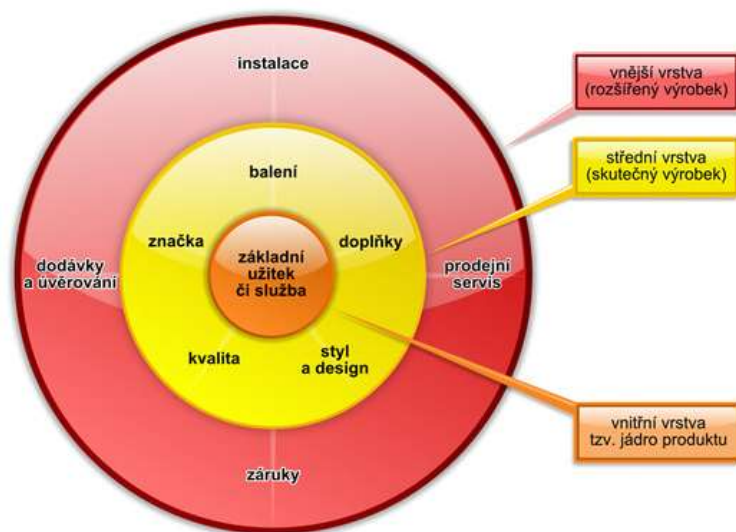 instalace
vnější vrstva
(rozšířený výrobek)
balení
střední vrstva
(skutečný výrobek)
značka
doplňky
základní
užitek
či služba
dodávky
a úvěrování
prodejní
servis
kvalita
styl
a design
vnitřní vrstva
tzv. jádro produktu
záruky